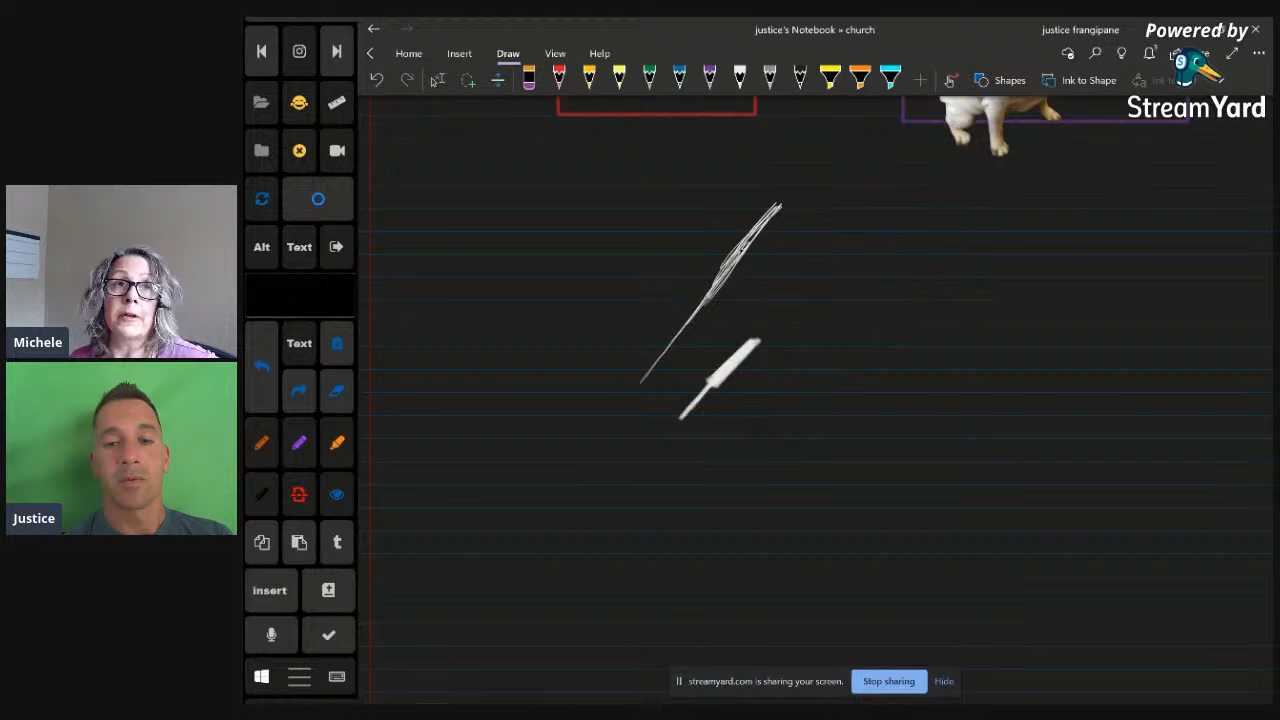 justice's Notebook » church
justice frangipane
Powered by
StreamYard
Home Insert Draw View Help
Shapes Ink to Shape
Alt Text
Text
t
insert
Michele
Justice
streamyard.com is sharing your screen. Stop sharing Hide